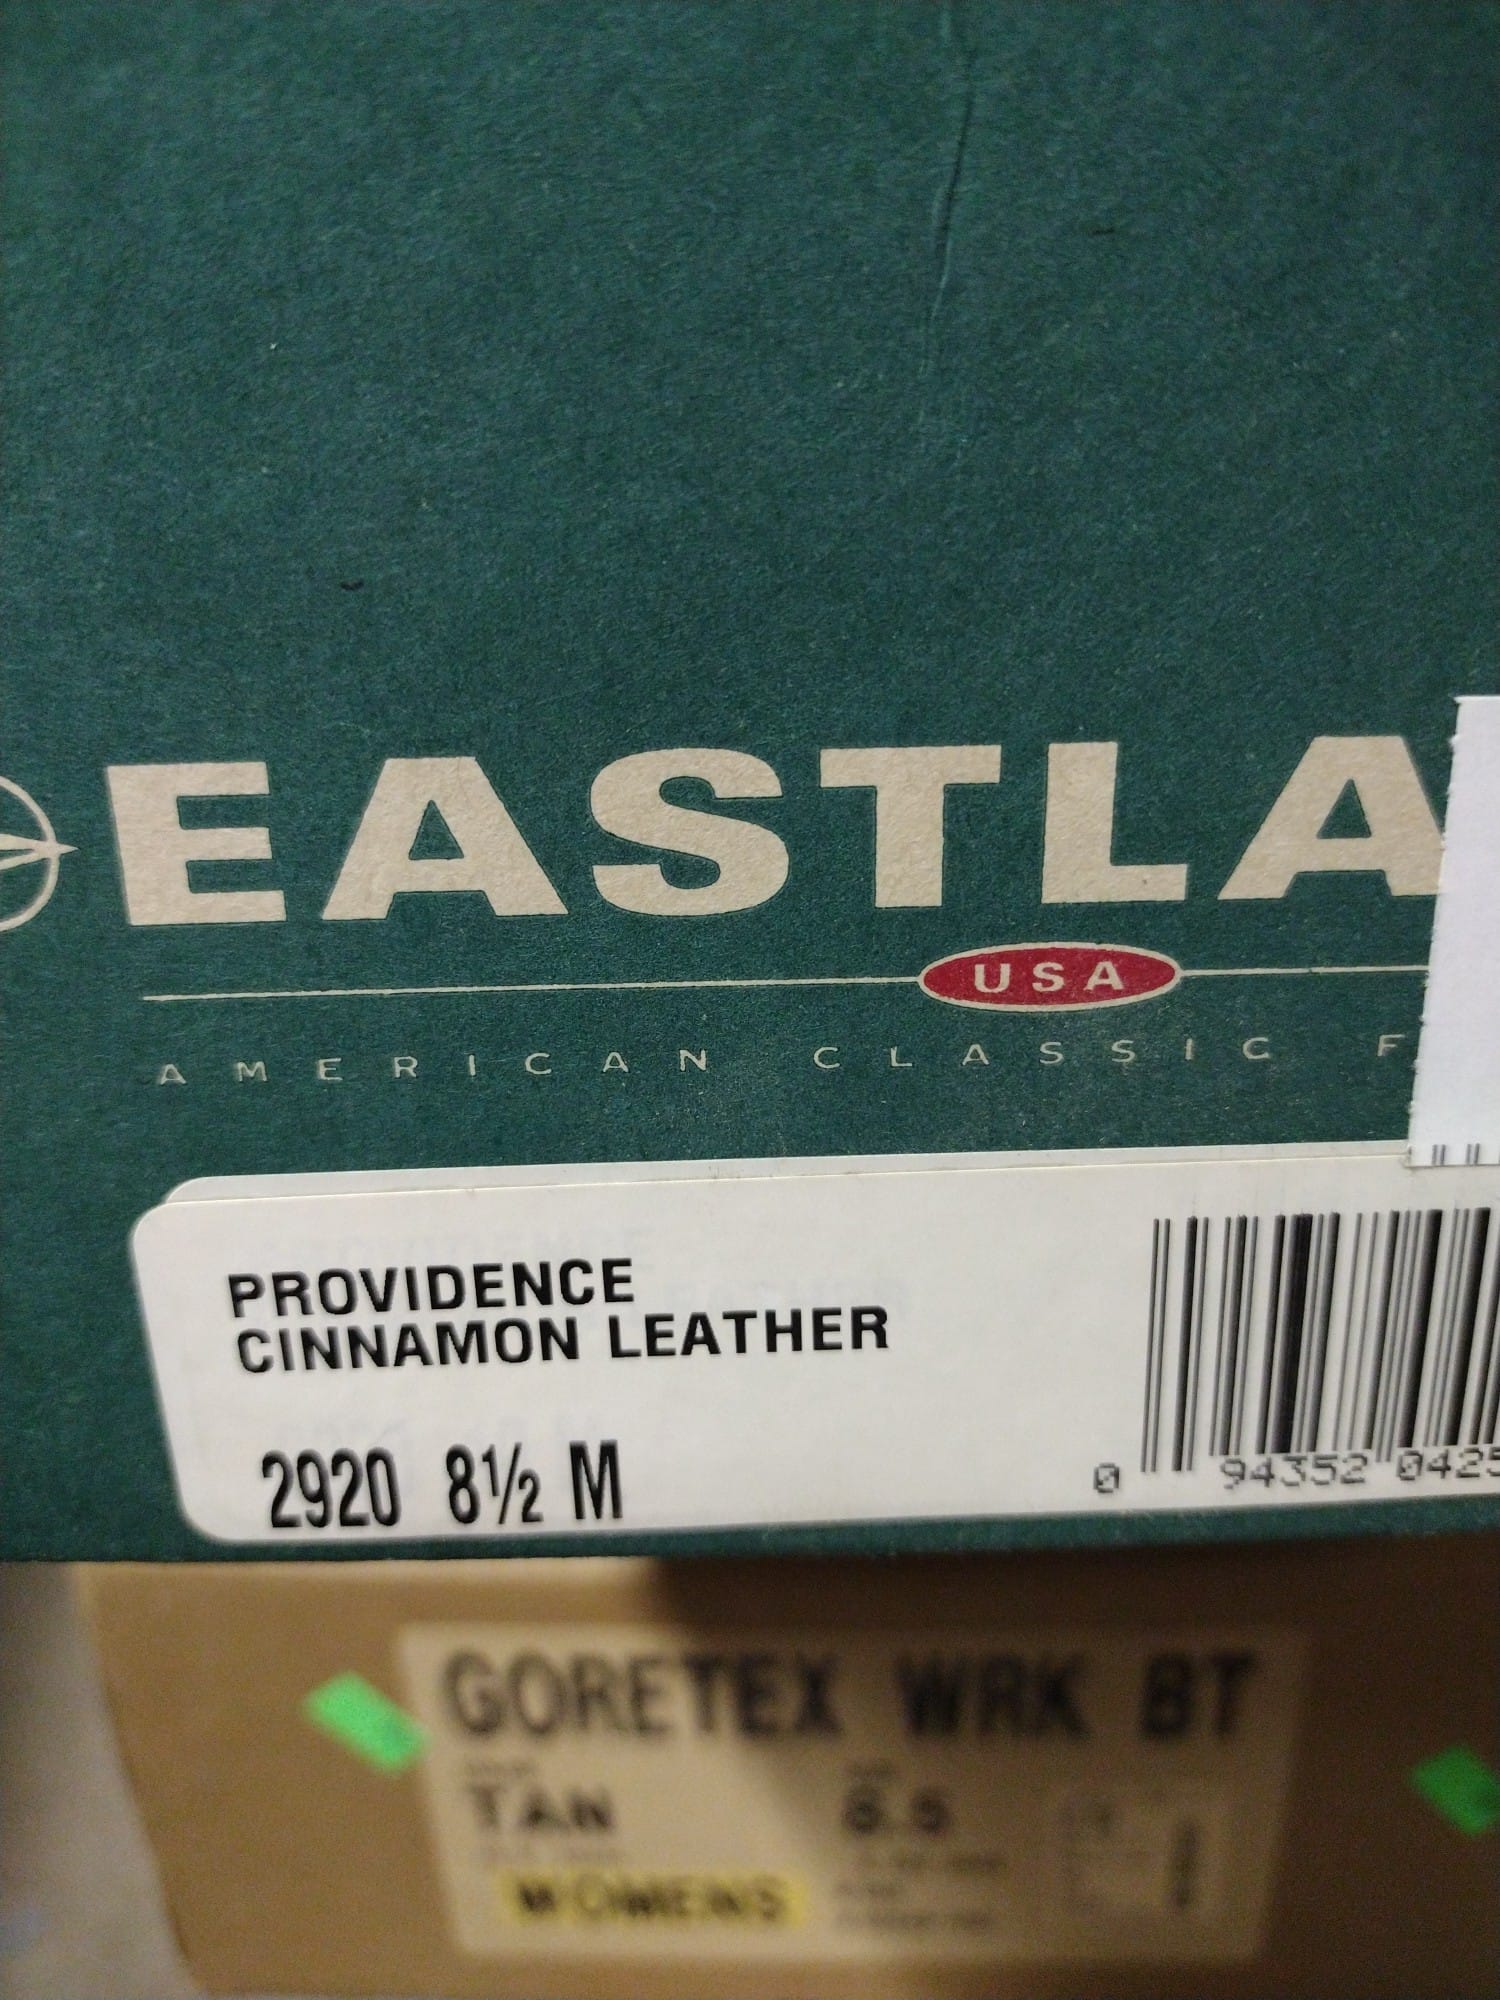 EASTLA
USA
AMERICAN CLASSIC F
PROVIDENCE
CINNAMON LEATHER
2920 8½ M
0 94352 0425
GORETEX WRK BT
TAN
WOMENS